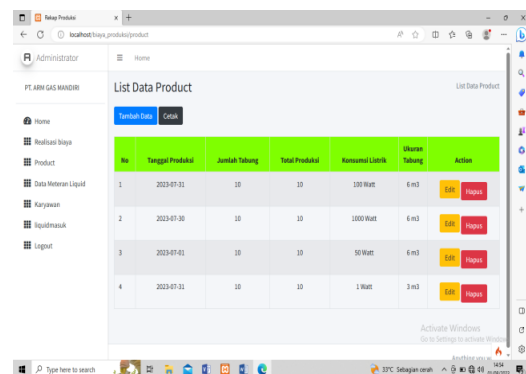 Rekap Produksi
localhost/biaya_produksi/product
Administrator
Home
PT. ARM GAS MANDIRI
List Data Product
List Data Product
Home
Tambah Data
Cetak
Realisasi biaya
Product
Data Meteran Liquid
Karyawan
liquidmasuk
Logout
No Tanggal Produksi Jumlah Tabung Total Produksi Konsumsi Listrik Ukuran Tabung Action
1 2023-07-31 10 10 100 Watt 6 m3 Edit Hapus
2 2023-07-30 10 10 1000 Watt 6 m3 Edit Hapus
3 2023-07-01 10 10 50 Watt 6 m3 Edit Hapus
4 2023-07-31 10 10 1 Watt 3 m3 Edit Hapus
Activate Windows
Go to Settings to activate Windows
Type here to search
33°C Sebagian cerah